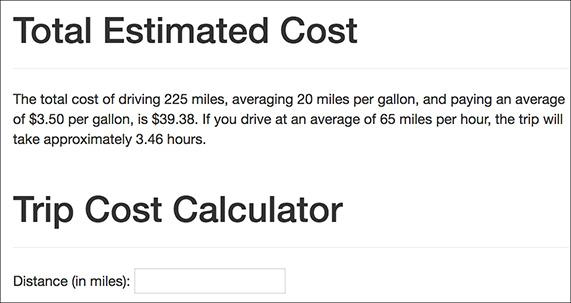 Total Estimated Cost
The total cost of driving 225 miles, averaging 20 miles per gallon, and paying an average
of $3.50 per gallon, is $39.38. If you drive at an average of 65 miles per hour, the trip will
take approximately 3.46 hours.
Trip Cost Calculator
Distance (in miles):